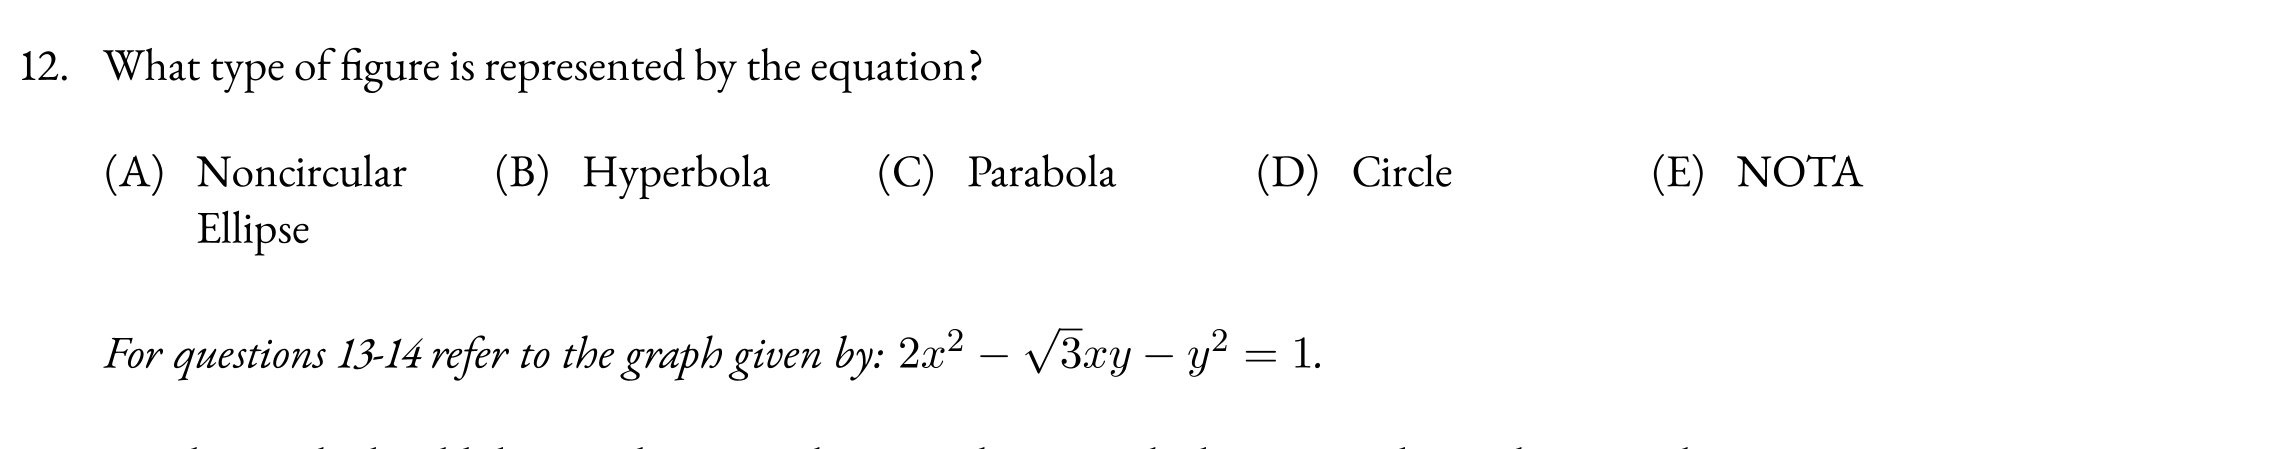 12. What type of figure is represented by the equation?
(A) Noncircular Ellipse (B) Hyperbola (C) Parabola (D) Circle (E) NOTA
For questions 13-14 refer to the graph given by: 2x² − √3xy − y² = 1.